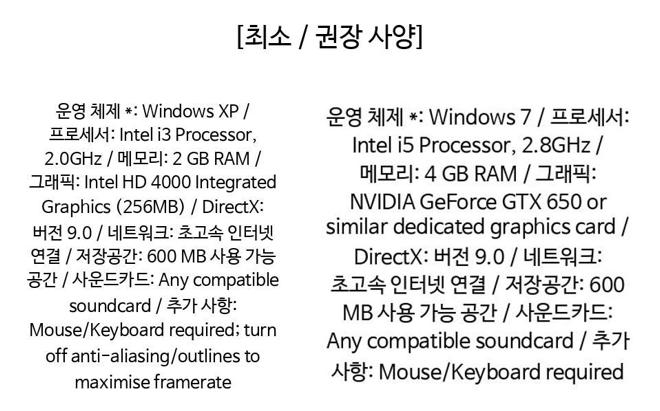 [최소 / 권장 사양]
운영 체제 *: Windows XP /
프로세서: Intel i3 Processor,
2.0GHz / 메모리: 2 GB RAM /
그래픽: Intel HD 4000 Integrated
Graphics (256MB) / DirectX:
버전 9.0 / 네트워크: 초고속 인터넷
연결 / 저장공간: 600 MB 사용 가능
공간 / 사운드카드: Any compatible
soundcard / 추가 사항:
Mouse/Keyboard required; turn
off anti-aliasing/outlines to
maximise framerate
운영 체제 *: Windows 7 / 프로세서:
Intel i5 Processor, 2.8GHz /
메모리: 4 GB RAM / 그래픽:
NVIDIA GeForce GTX 650 or
similar dedicated graphics card /
DirectX: 버전 9.0 / 네트워크:
초고속 인터넷 연결 / 저장공간: 600
MB 사용 가능 공간 / 사운드카드:
Any compatible soundcard / 추가
사항: Mouse/Keyboard required